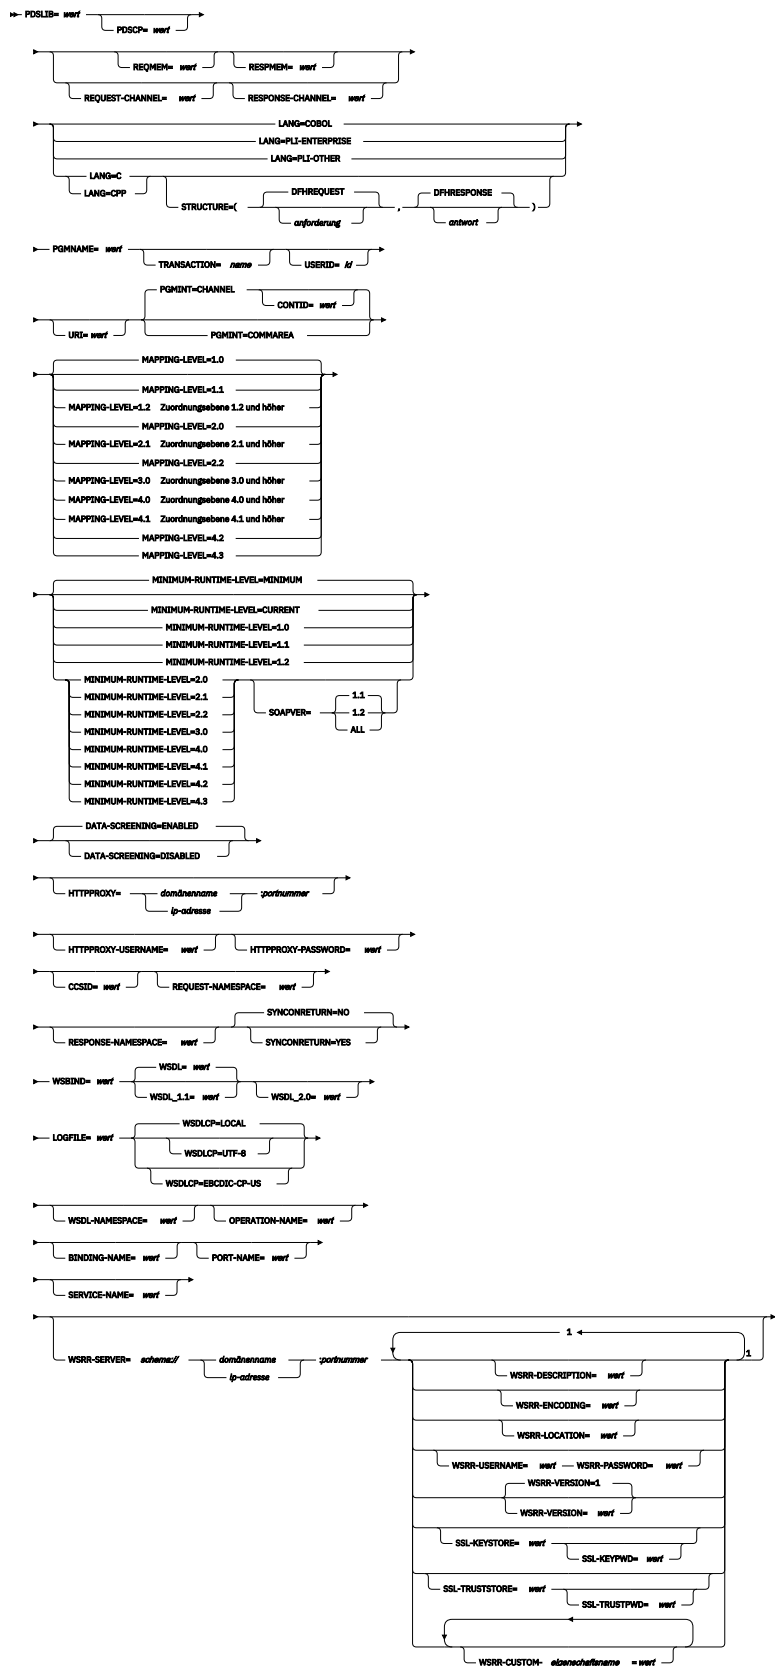 PDSLIB= wert
PDSCP= wert
REQMEM= wert RESPMEM= wert
REQUEST-CHANNEL= wert RESPONSE-CHANNEL= wert
LANG=COBOL
LANG=PLI-ENTERPRISE
LANG=PLI-OTHER
LANG=C
LANG=CPP
DFHREQUEST DFHRESPONSE
STRUCTURE=( , )
anforderung antwort
PGMNAME= wert
TRANSACTION= name USERID= id
PGMINT=CHANNEL
CONTID= wert
URI= wert PGMINT=COMMAREA
MAPPING-LEVEL=1.0
MAPPING-LEVEL=1.1
MAPPING-LEVEL=1.2 Zuordnungsebene 1.2 und höher
MAPPING-LEVEL=2.0
MAPPING-LEVEL=2.1 Zuordnungsebene 2.1 und höher
MAPPING-LEVEL=2.2
MAPPING-LEVEL=3.0 Zuordnungsebene 3.0 und höher
MAPPING-LEVEL=4.0 Zuordnungsebene 4.0 und höher
MAPPING-LEVEL=4.1 Zuordnungsebene 4.1 und höher
MAPPING-LEVEL=4.2
MAPPING-LEVEL=4.3
MINIMUM-RUNTIME-LEVEL=MINIMUM
MINIMUM-RUNTIME-LEVEL=CURRENT
MINIMUM-RUNTIME-LEVEL=1.0
MINIMUM-RUNTIME-LEVEL=1.1
MINIMUM-RUNTIME-LEVEL=1.2
MINIMUM-RUNTIME-LEVEL=2.0
MINIMUM-RUNTIME-LEVEL=2.1 1.1
MINIMUM-RUNTIME-LEVEL=2.2 SOAPVER= 1.2
MINIMUM-RUNTIME-LEVEL=3.0 ALL
MINIMUM-RUNTIME-LEVEL=4.0
MINIMUM-RUNTIME-LEVEL=4.1
MINIMUM-RUNTIME-LEVEL=4.2
MINIMUM-RUNTIME-LEVEL=4.3
DATA-SCREENING=ENABLED
DATA-SCREENING=DISABLED
HTTPPROXY= domänenname :portnummer
ip-adresse
HTTPPROXY-USERNAME= wert HTTPPROXY-PASSWORD= wert
CCSID= wert REQUEST-NAMESPACE= wert
SYNCONRETURN=NO
RESPONSE-NAMESPACE= wert SYNCONRETURN=YES
WSDL= wert
WSBIND= wert
WSDL_1.1= wert WSDL_2.0= wert
WSDLCP=LOCAL
LOGFILE= wert
WSDLCP=UTF-8
WSDLCP=EBCDIC-CP-US
WSDL-NAMESPACE= wert OPERATION-NAME= wert
BINDING-NAME= wert PORT-NAME= wert
SERVICE-NAME= wert
1
1
WSRR-SERVER= schema:// domänenname :portnummer
ip-adresse
WSRR-DESCRIPTION= wert
WSRR-ENCODING= wert
WSRR-LOCATION= wert
WSRR-USERNAME= wert WSRR-PASSWORD= wert
WSRR-VERSION=1
WSRR-VERSION= wert
SSL-KEYSTORE= wert
SSL-KEYPWD= wert
SSL-TRUSTSTORE= wert
SSL-TRUSTPWD= wert
WSRR-CUSTOM- eigenschaftsname = wert